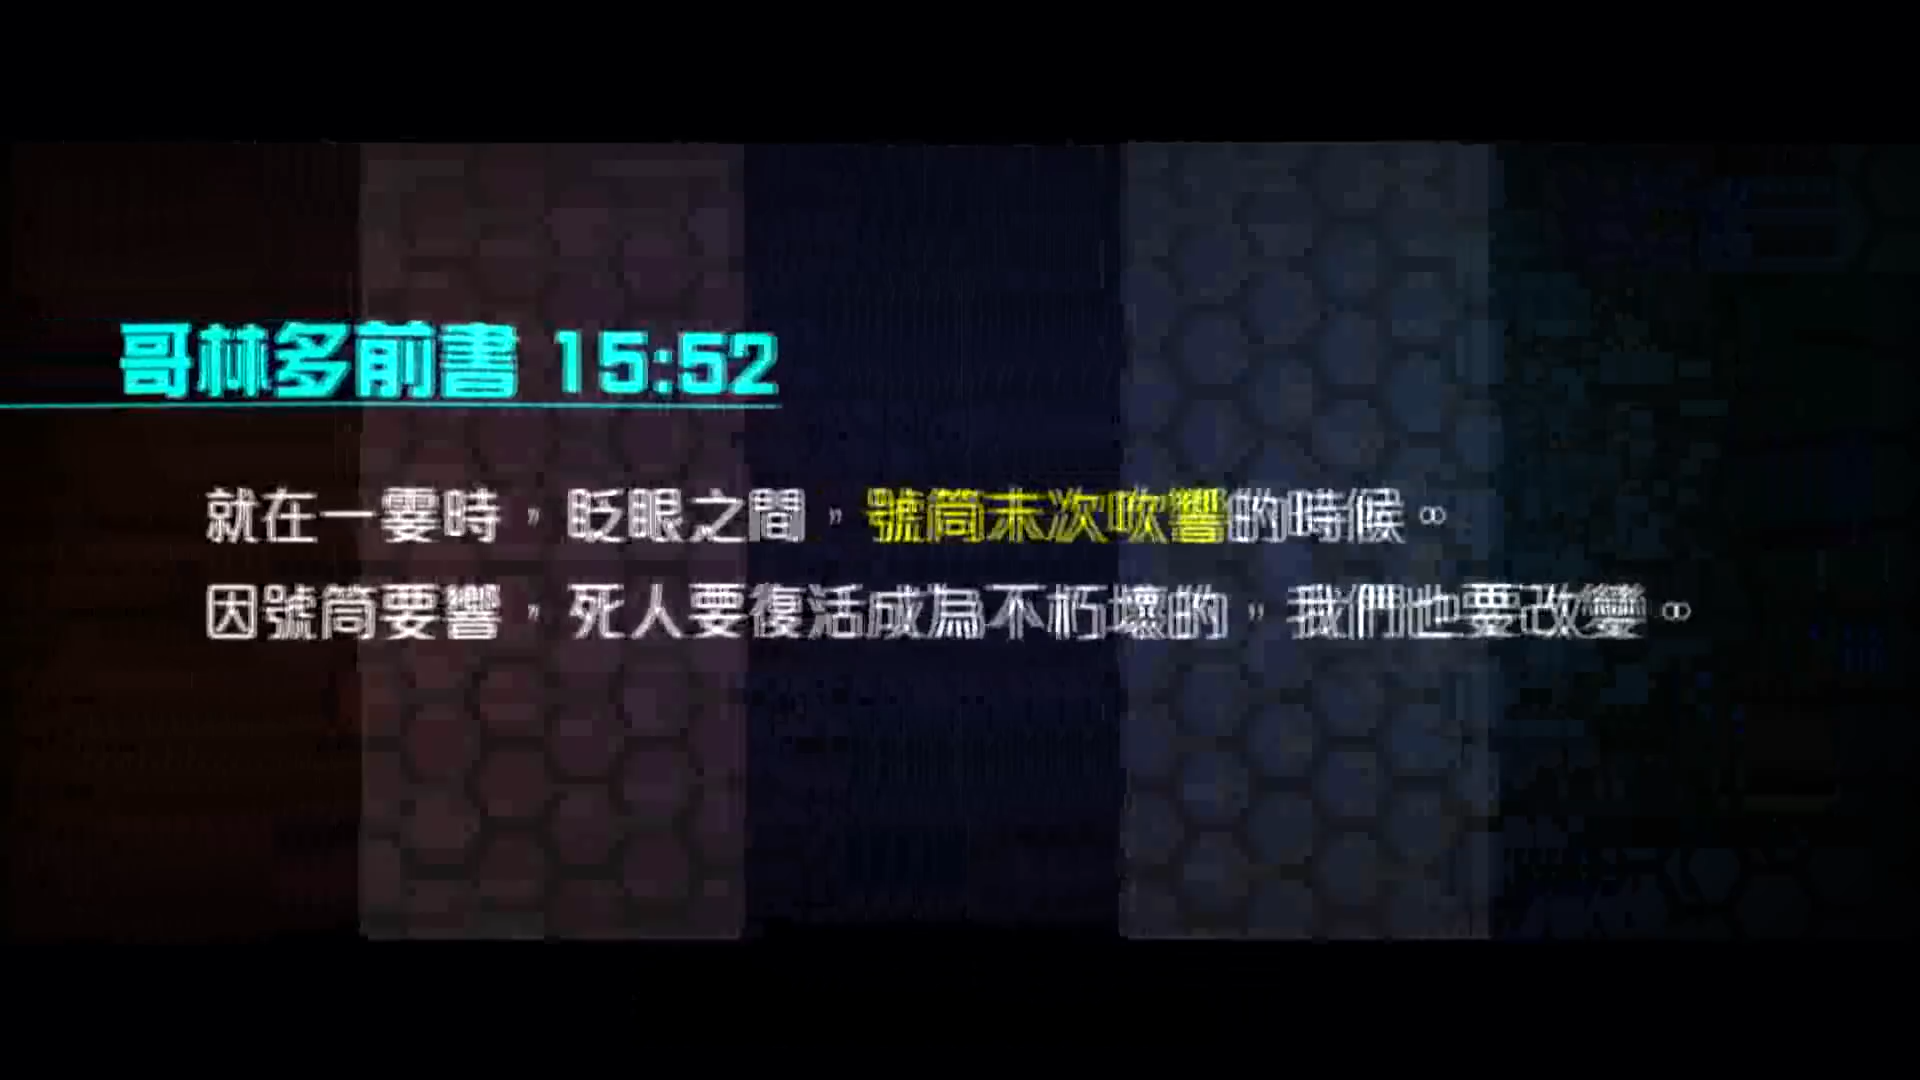 哥林多前書 15:52
就在一霎時,眨眼之間,號筒末次吹響的時候。
因號筒要響,死人要復活成為不朽壞的,我們也要改變。